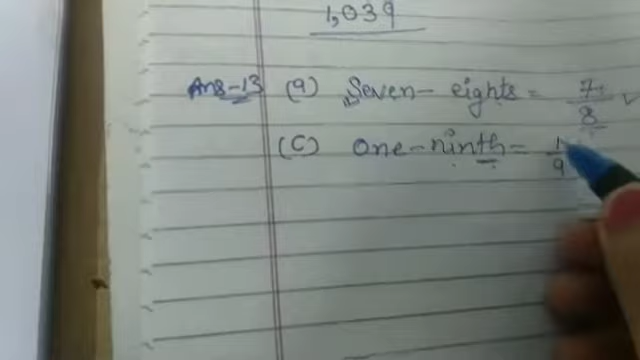 1,039
Ans-13 (a) Seven-eights = 7/8 ✓
(C) One-ninth = 1/9